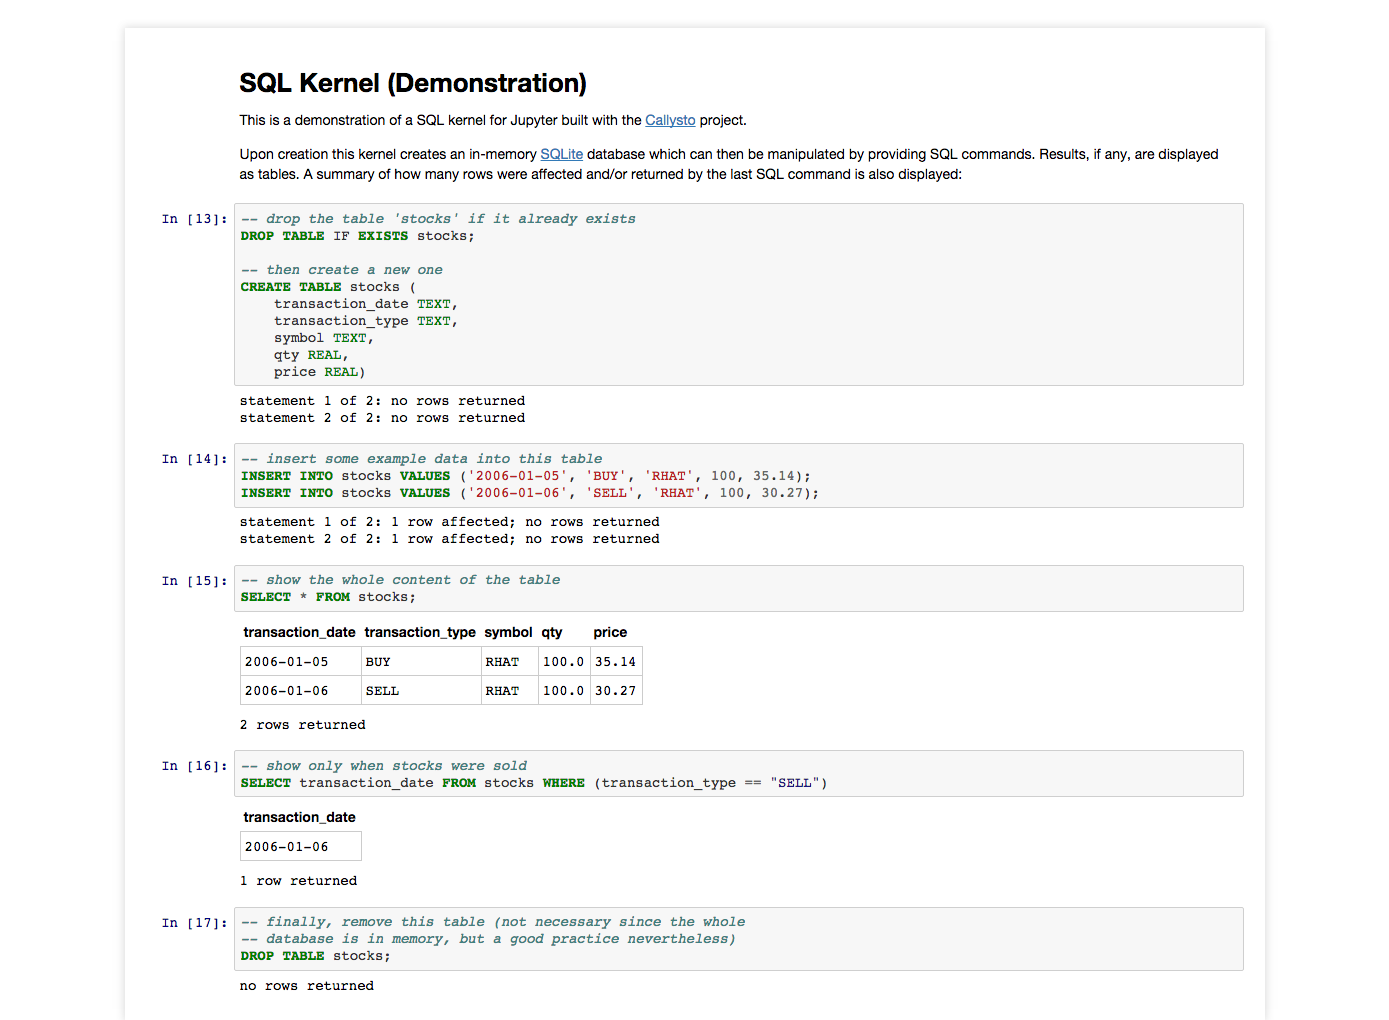 SQL Kernel (Demonstration)
This is a demonstration of a SQL kernel for Jupyter built with the Callysto project.
Upon creation this kernel creates an in-memory SQLite database which can then be manipulated by providing SQL commands. Results, if any, are displayed
as tables. A summary of how many rows were affected and/or returned by the last SQL command is also displayed:
In [13]: -- drop the table 'stocks' if it already exists
DROP TABLE IF EXISTS stocks;
-- then create a new one
CREATE TABLE stocks (
    transaction_date TEXT,
    transaction_type TEXT,
    symbol TEXT,
    qty REAL,
    price REAL)
statement 1 of 2: no rows returned
statement 2 of 2: no rows returned
In [14]: -- insert some example data into this table
INSERT INTO stocks VALUES ('2006-01-05', 'BUY', 'RHAT', 100, 35.14);
INSERT INTO stocks VALUES ('2006-01-06', 'SELL', 'RHAT', 100, 30.27);
statement 1 of 2: 1 row affected; no rows returned
statement 2 of 2: 1 row affected; no rows returned
In [15]: -- show the whole content of the table
SELECT * FROM stocks;
transaction_date transaction_type symbol qty price
2006-01-05 BUY RHAT 100.0 35.14
2006-01-06 SELL RHAT 100.0 30.27
2 rows returned
In [16]: -- show only when stocks were sold
SELECT transaction_date FROM stocks WHERE (transaction_type == "SELL")
transaction_date
2006-01-06
1 row returned
In [17]: -- finally, remove this table (not necessary since the whole
-- database is in memory, but a good practice nevertheless)
DROP TABLE stocks;
no rows returned